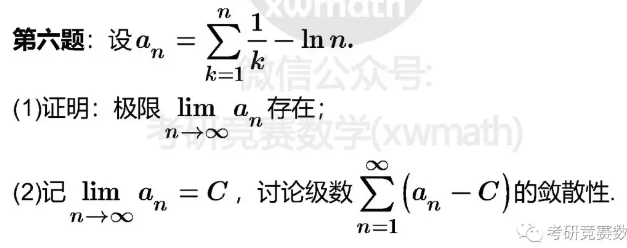 xwmath
第六题：设 $a_n = \sum_{k=1}^{n} \frac{1}{k} - \ln n.$
微信公众号:
(1)证明：极限 $\lim_{n \to \infty} a_n$ 存在；
考研竞赛数学(xwmath)
(2)记 $\lim_{n \to \infty} a_n = C$，讨论级数 $\sum_{n=1}^{\infty} (a_n - C)$ 的敛散性.
考研竞赛数